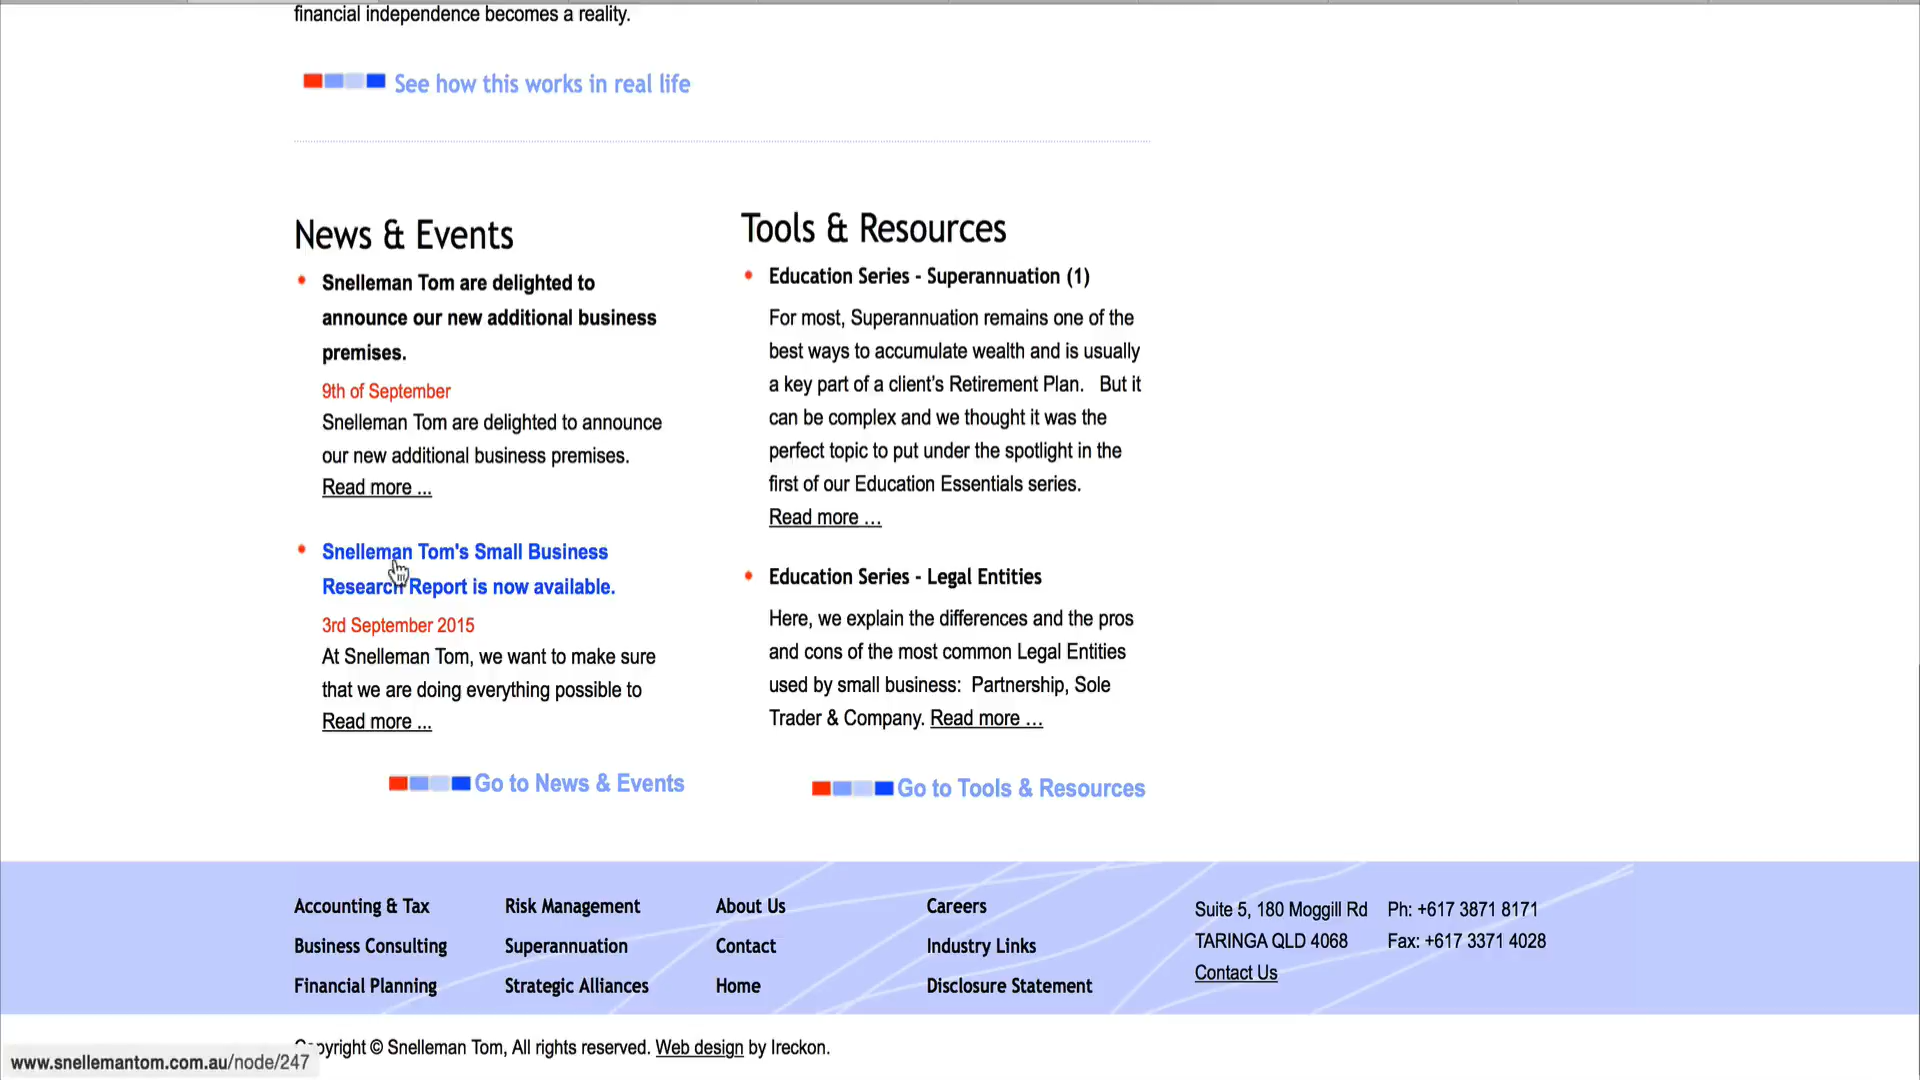 financial independence becomes a reality.
See how this works in real life
News & Events
Snelleman Tom are delighted to
announce our new additional business
premises.
9th of September
Snelleman Tom are delighted to announce
our new additional business premises.
Read more ...
Snelleman Tom's Small Business
Research Report is now available.
3rd September 2015
At Snelleman Tom, we want to make sure
that we are doing everything possible to
Read more ...
Go to News & Events
Tools & Resources
Education Series - Superannuation (1)
For most, Superannuation remains one of the
best ways to accumulate wealth and is usually
a key part of a client's Retirement Plan. But it
can be complex and we thought it was the
perfect topic to put under the spotlight in the
first of our Education Essentials series.
Read more ...
Education Series - Legal Entities
Here, we explain the differences and the pros
and cons of the most common Legal Entities
used by small business: Partnership, Sole
Trader & Company. Read more ...
Go to Tools & Resources
Accounting & Tax
Business Consulting
Financial Planning
Risk Management
Superannuation
Strategic Alliances
About Us
Contact
Home
Careers
Industry Links
Disclosure Statement
Suite 5, 180 Moggill Rd
TARINGA QLD 4068
Contact Us
Ph: +617 3871 8171
Fax: +617 3371 4028
Copyright © Snelleman Tom, All rights reserved. Web design by Ireckon.
www.snellemantom.com.au/node/247